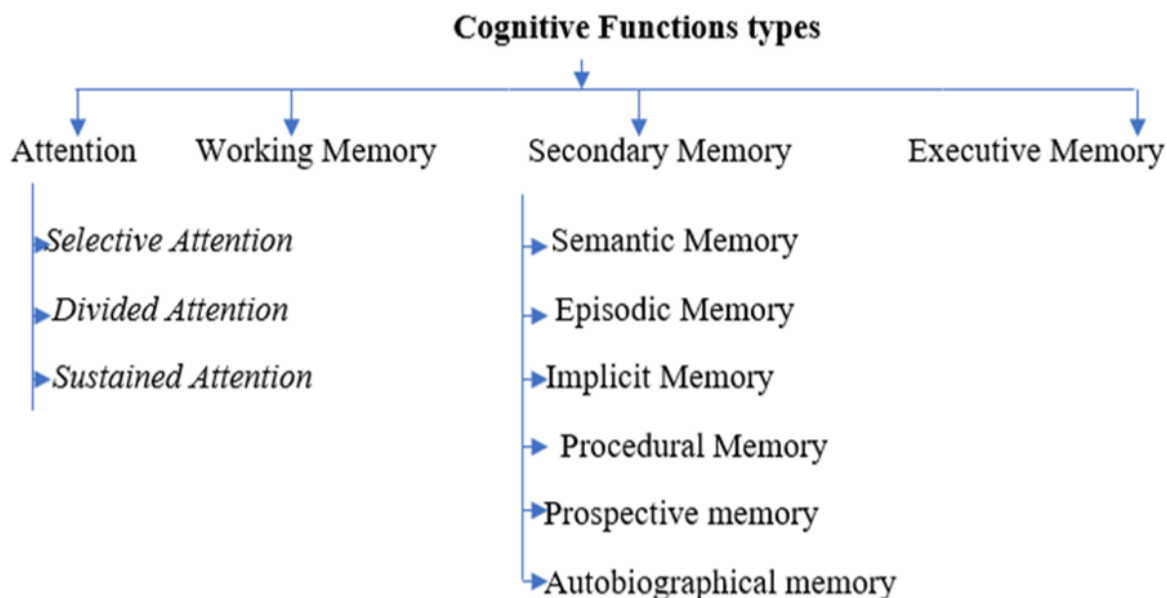 Cognitive Functions types
Attention Working Memory Secondary Memory Executive Memory
Selective Attention Semantic Memory
Divided Attention Episodic Memory
Sustained Attention Implicit Memory
Procedural Memory
Prospective memory
Autobiographical memory